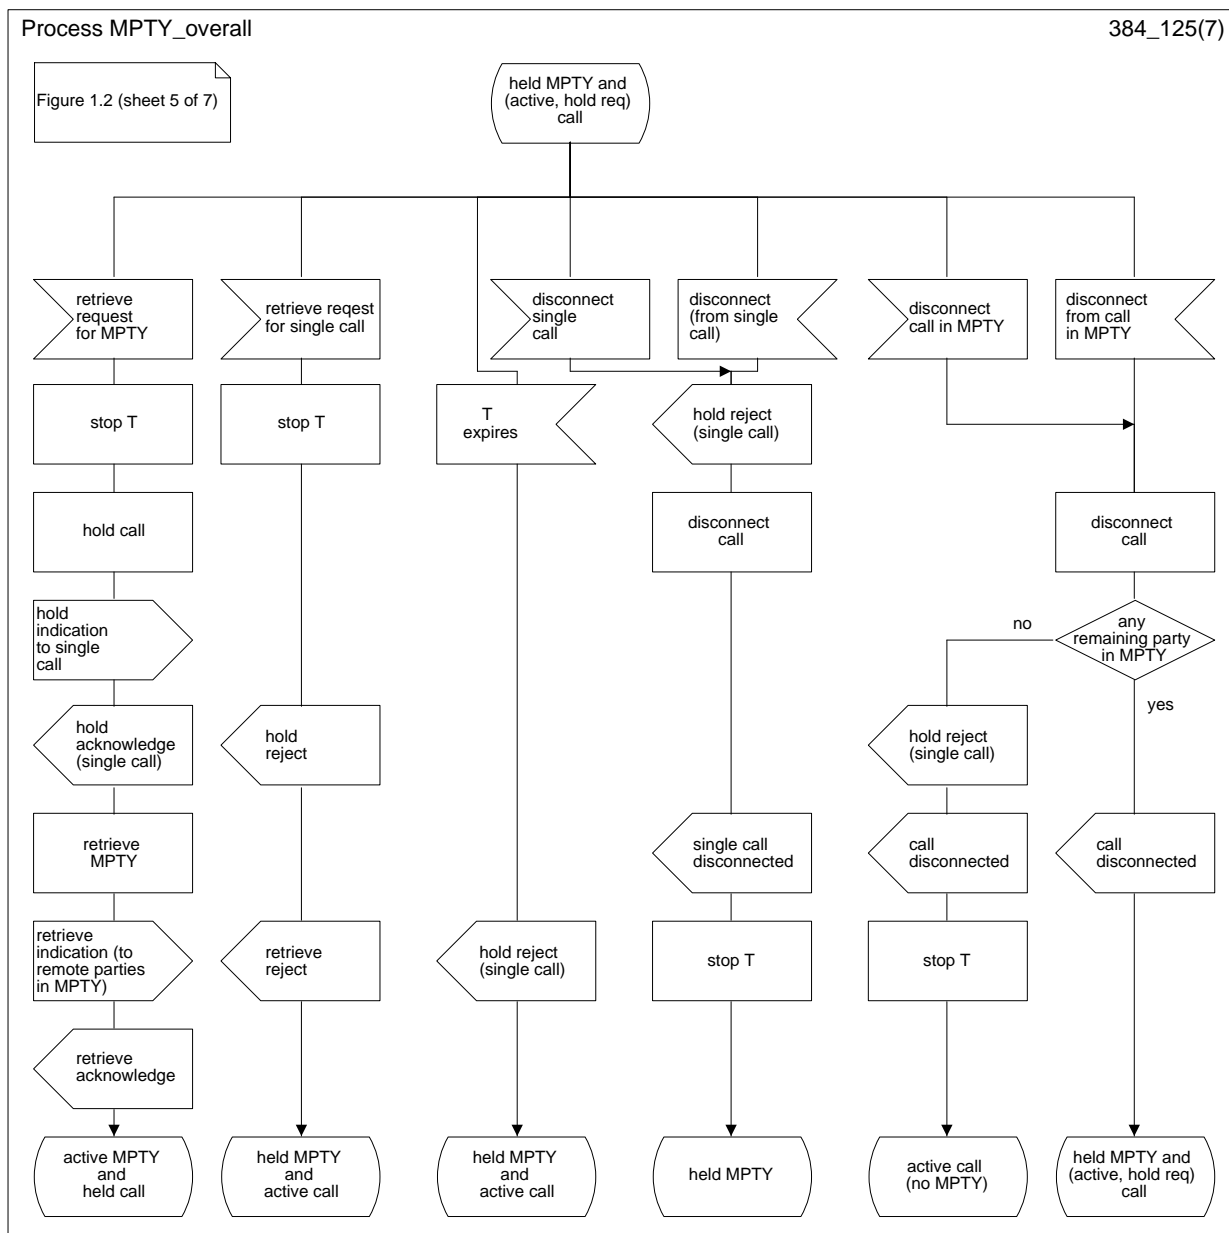 Process MPTY_overall
384_125(7)
Figure 1.2 (sheet 5 of 7)
held MPTY and
(active, hold req)
call
retrieve
request
for MPTY
retrieve reqest
for single call
disconnect
single
call
disconnect
(from single
call)
disconnect
call in MPTY
disconnect
from call
in MPTY
stop T
stop T
T
expires
hold reject
(single call)
hold call
disconnect
call
disconnect
call
hold
indication
to single
call
no
any
remaining party
in MPTY
yes
hold
acknowledge
(single call)
hold
reject
hold reject
(single call)
retrieve
MPTY
single call
disconnected
call
disconnected
call
disconnected
retrieve
indication (to
remote parties
in MPTY)
retrieve
reject
hold reject
(single call)
stop T
stop T
retrieve
acknowledge
active MPTY
and
held call
held MPTY
and
active call
held MPTY
and
active call
held MPTY
active call
(no MPTY)
held MPTY and
(active, hold req)
call